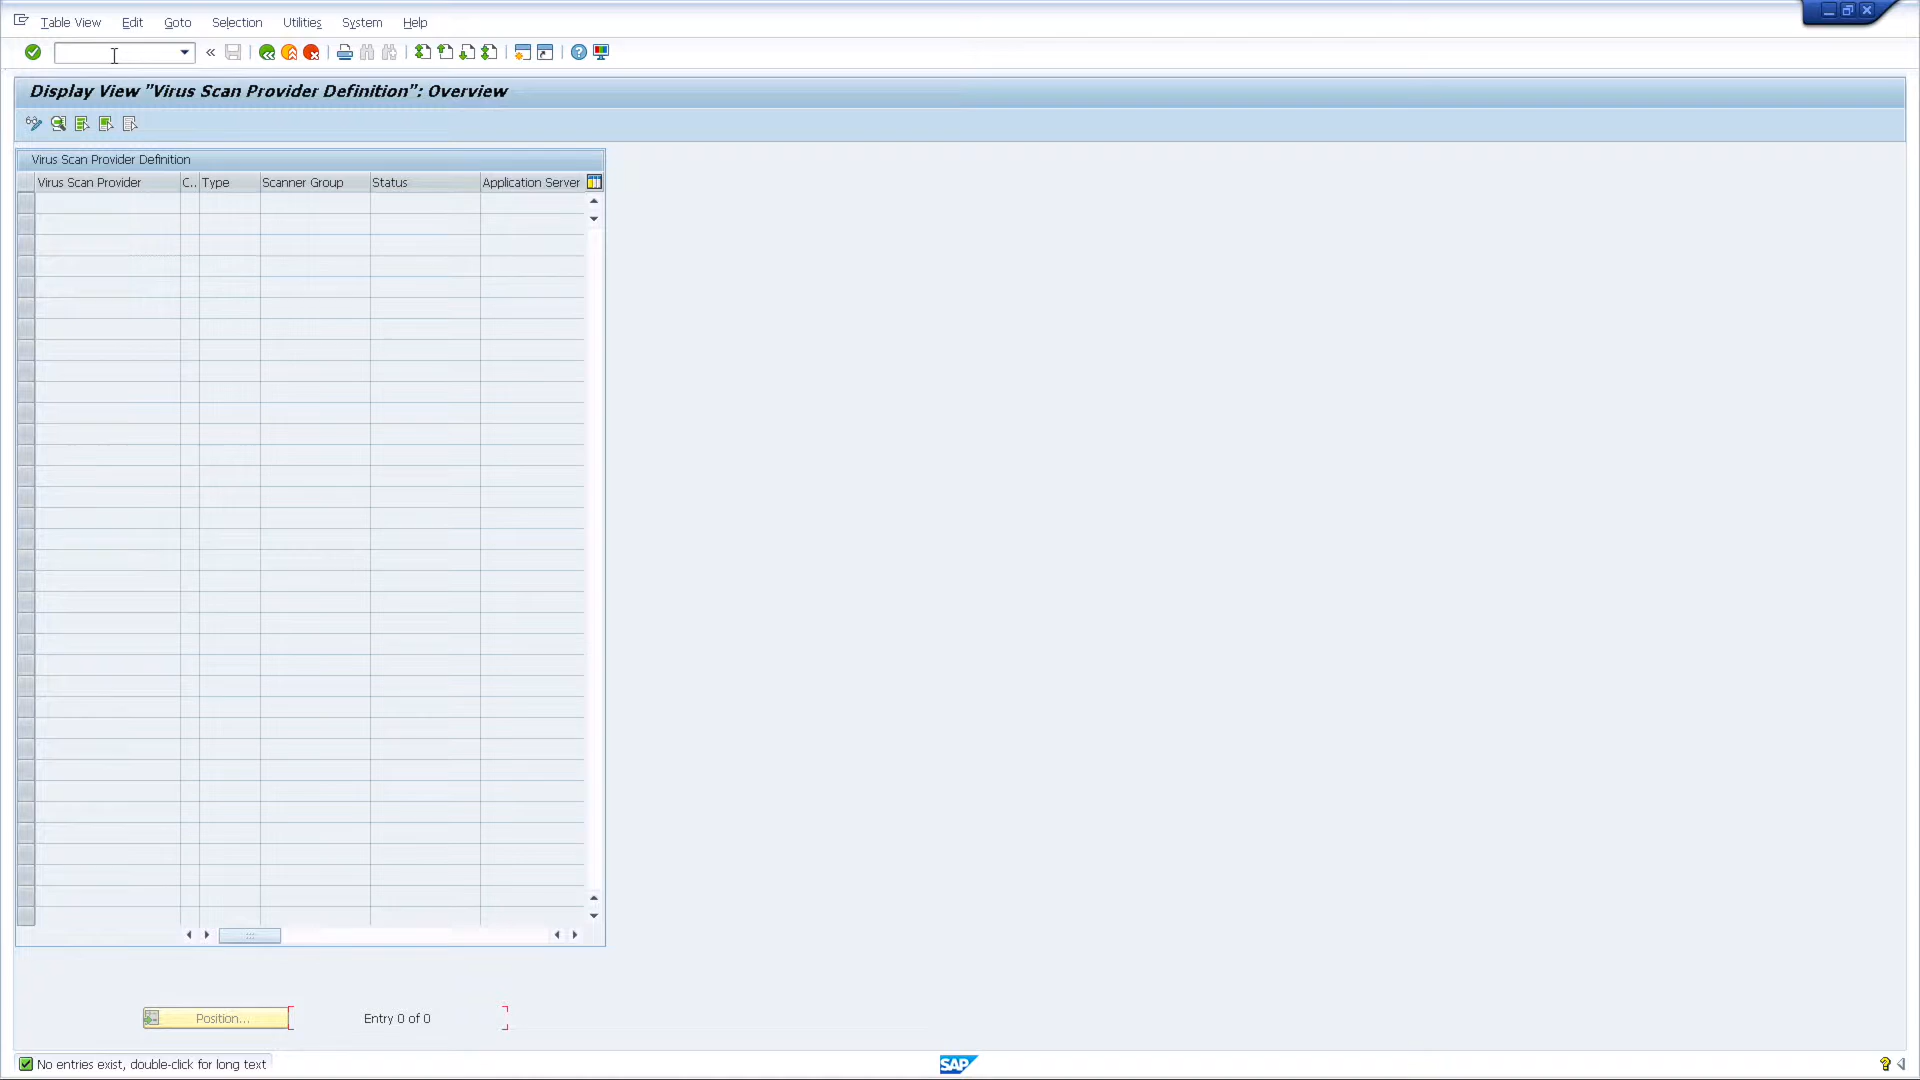 Table View Edit Goto Selection Utilities System Help
Display View "Virus Scan Provider Definition": Overview
Virus Scan Provider Definition
Virus Scan Provider C.. Type Scanner Group Status Application Server
Position... Entry 0 of 0
No entries exist, double-click for long text
SAP